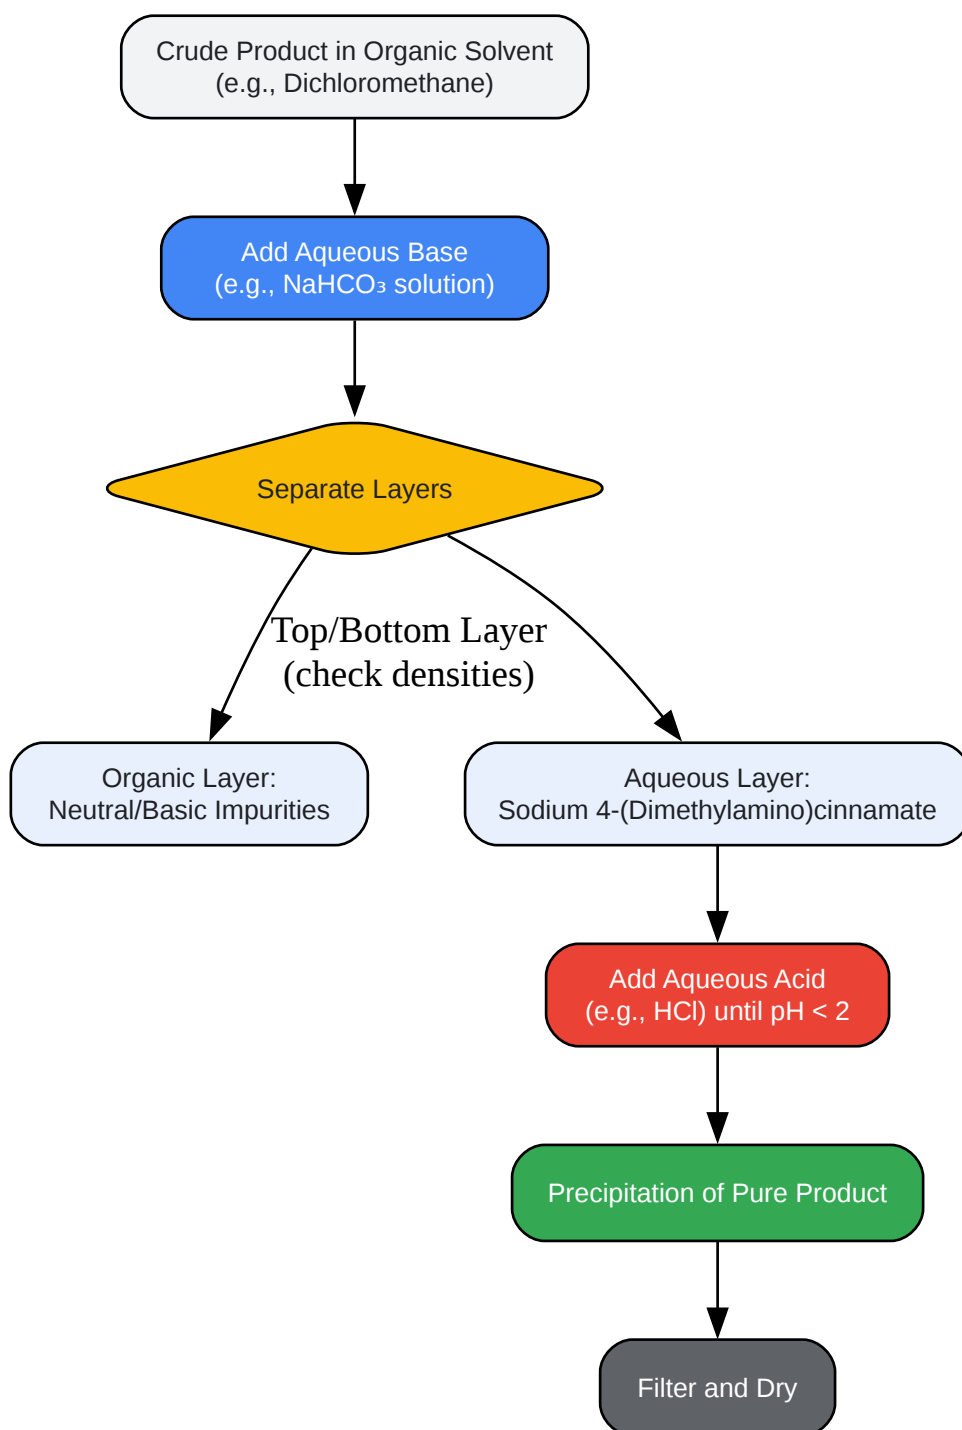 Crude Product in Organic Solvent
(e.g., Dichloromethane)
Add Aqueous Base
(e.g., NaHCO₃ solution)
Separate Layers
Top/Bottom Layer
(check densities)
Organic Layer:
Neutral/Basic Impurities
Aqueous Layer:
Sodium 4-(Dimethylamino)cinnamate
Add Aqueous Acid
(e.g., HCl) until pH < 2
Precipitation of Pure Product
Filter and Dry